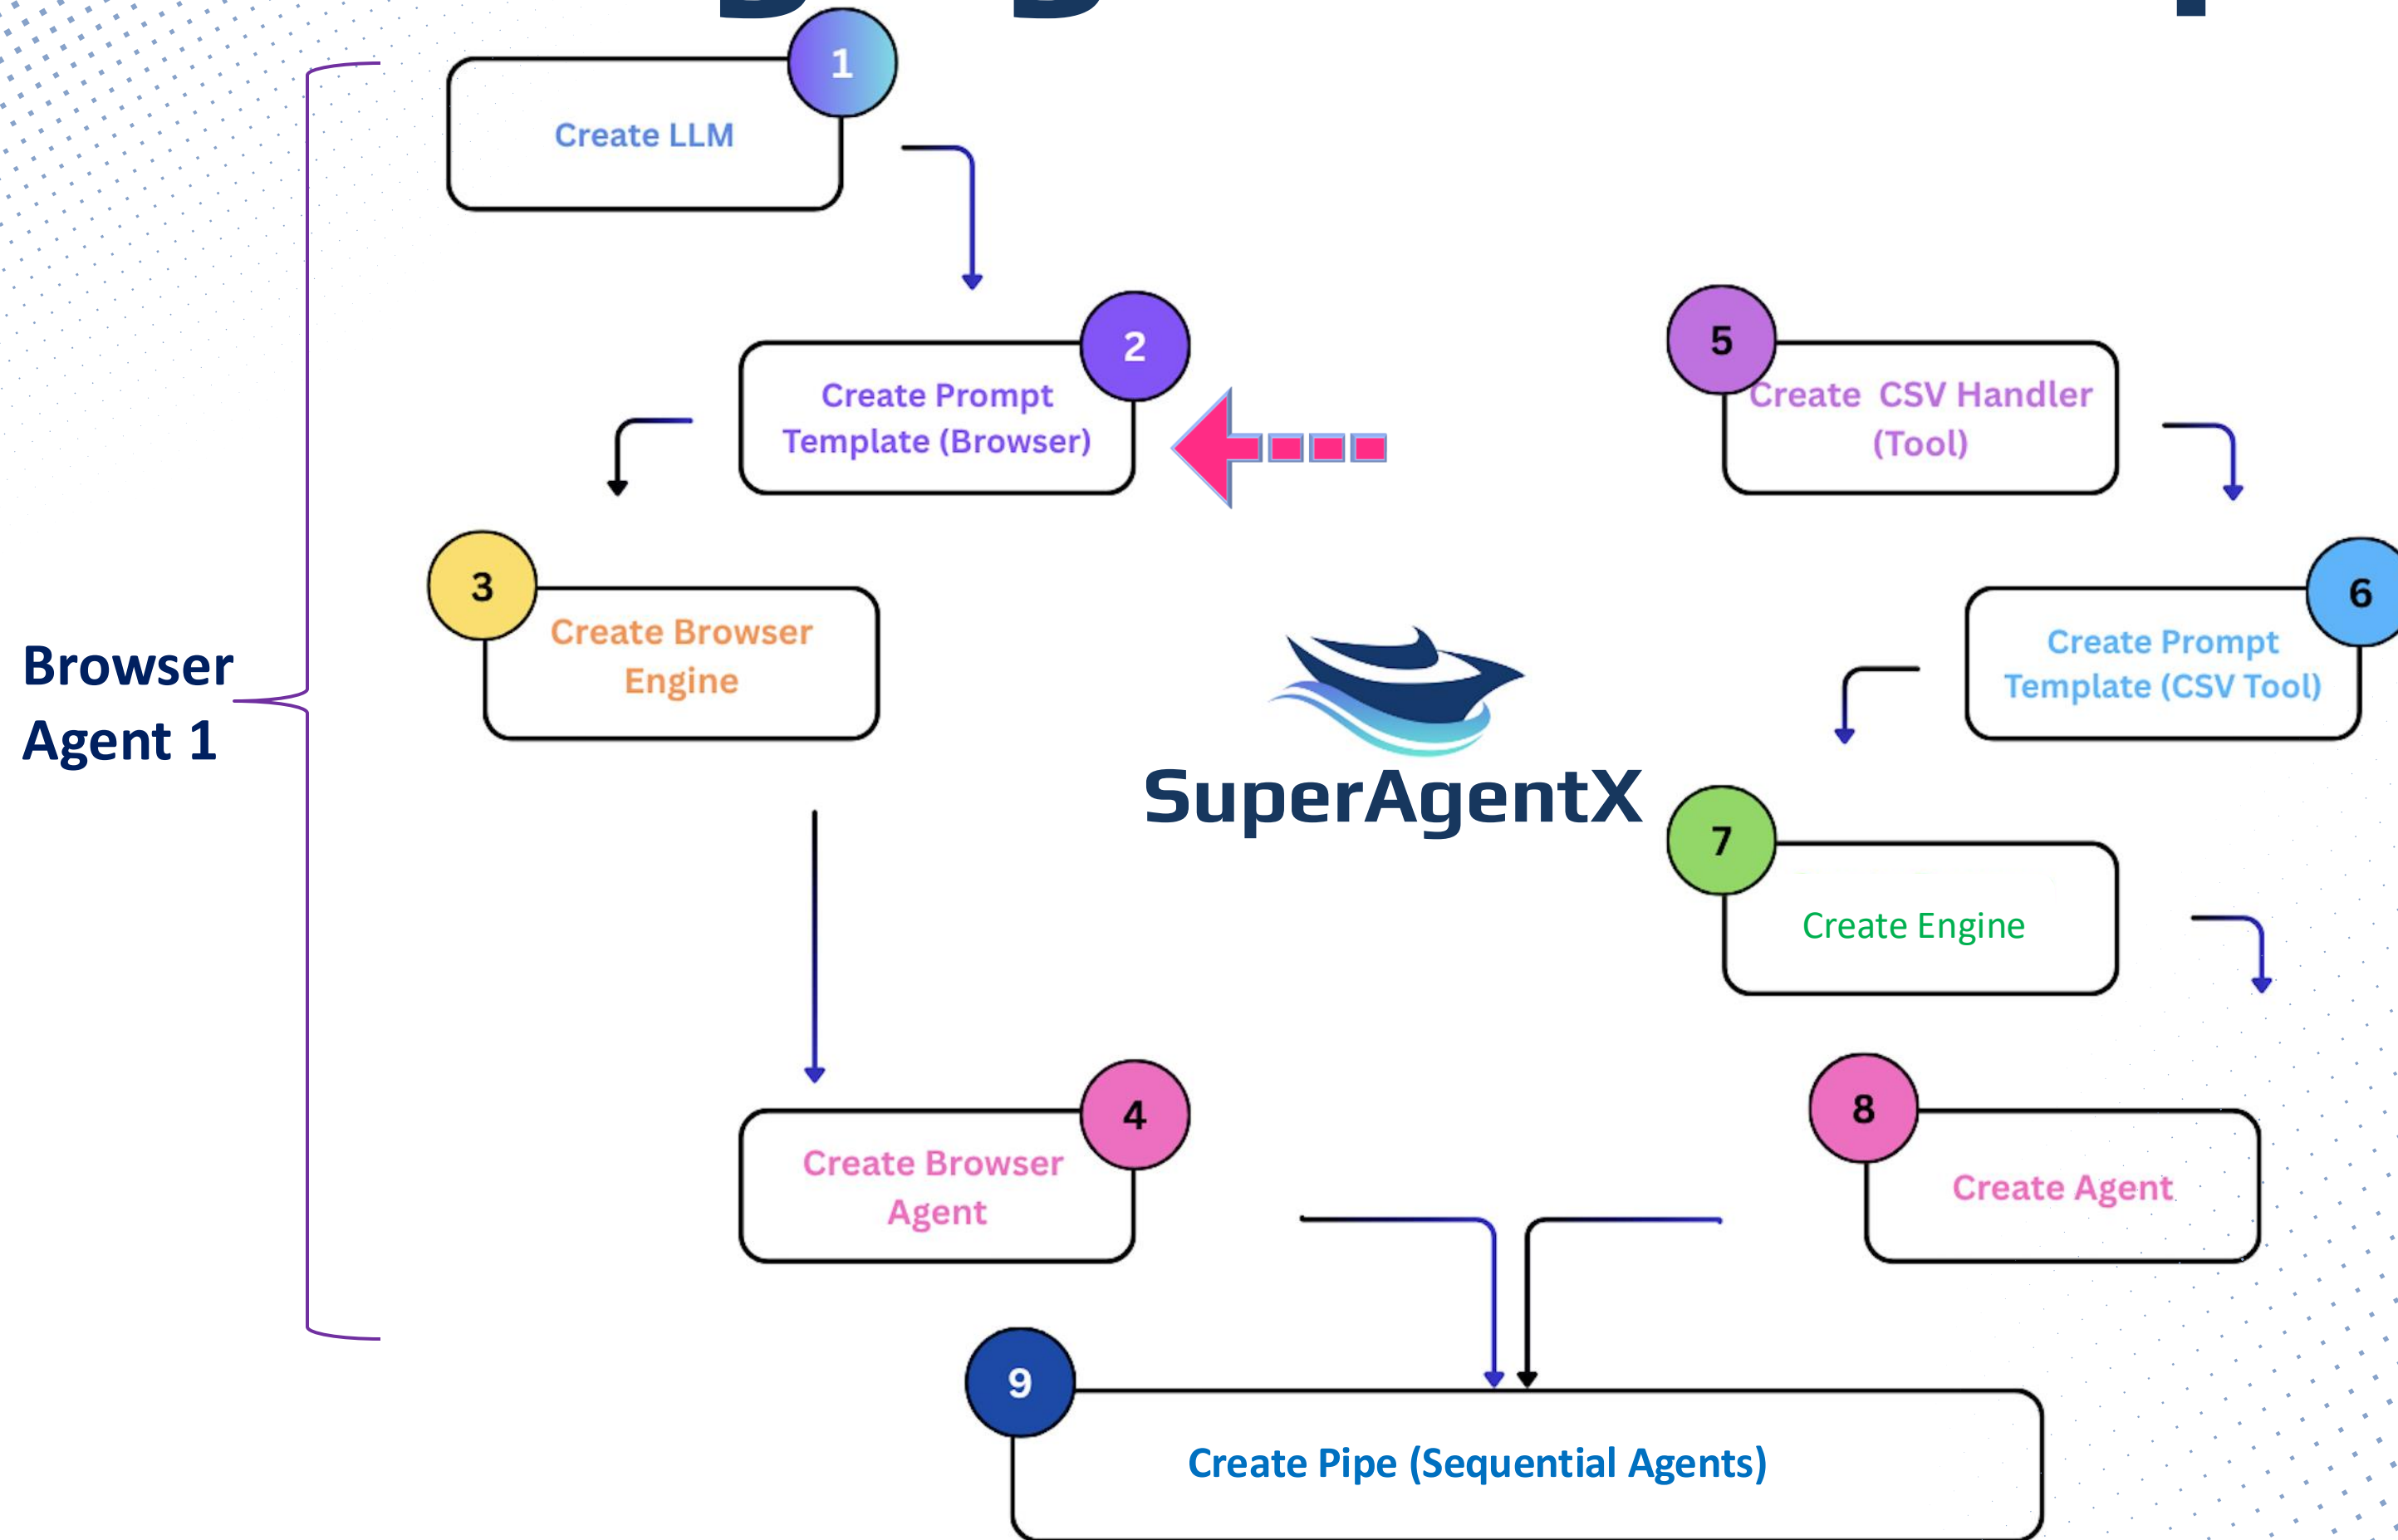 1
Create LLM
2
Create Prompt
Template (Browser)
3
Create Browser
Engine
Browser
Agent 1
4
Create Browser
Agent
SuperAgentX
5
Create CSV Handler
(Tool)
6
Create Prompt
Template (CSV Tool)
7
Create Engine
8
Create Agent
9
Create Pipe (Sequential Agents)